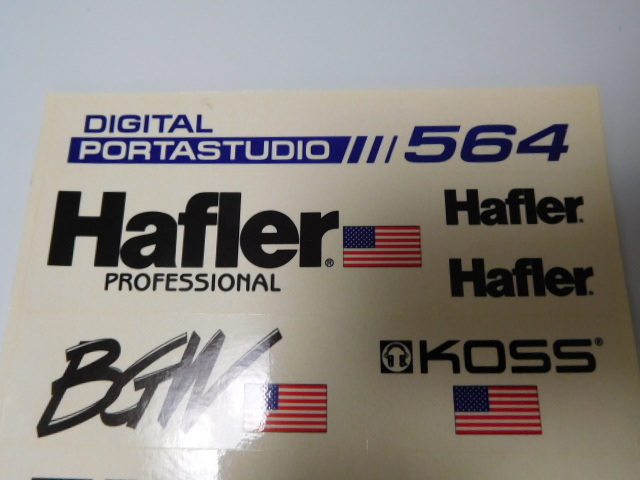 DIGITAL
PORTASTUDIO///564
Hafler®
PROFESSIONAL
Hafler®
Hafler®
BGW
KOSS®